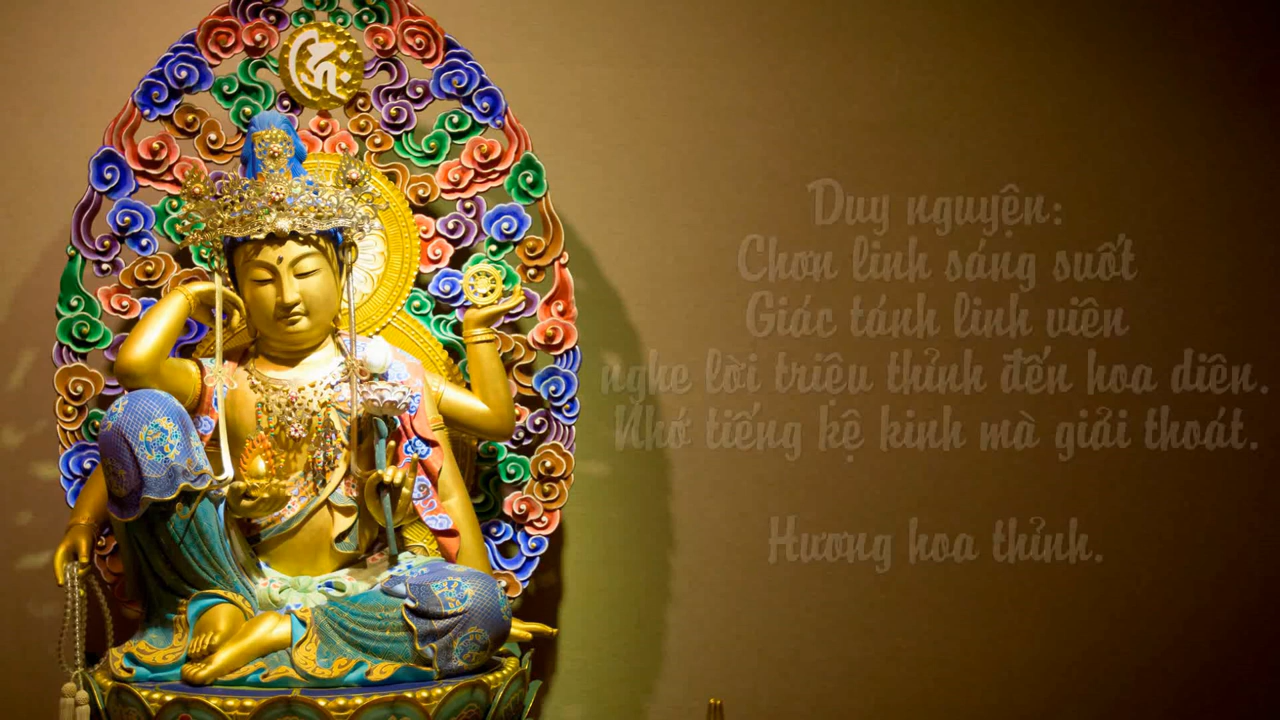 ह्रीः
Duy nguyện:
Chơn linh sáng suốt
Giác tánh linh viên
nghe lời triệu thỉnh đến hoa diên.
Nhớ tiếng kệ kinh mà giải thoát.
Hương hoa thỉnh.